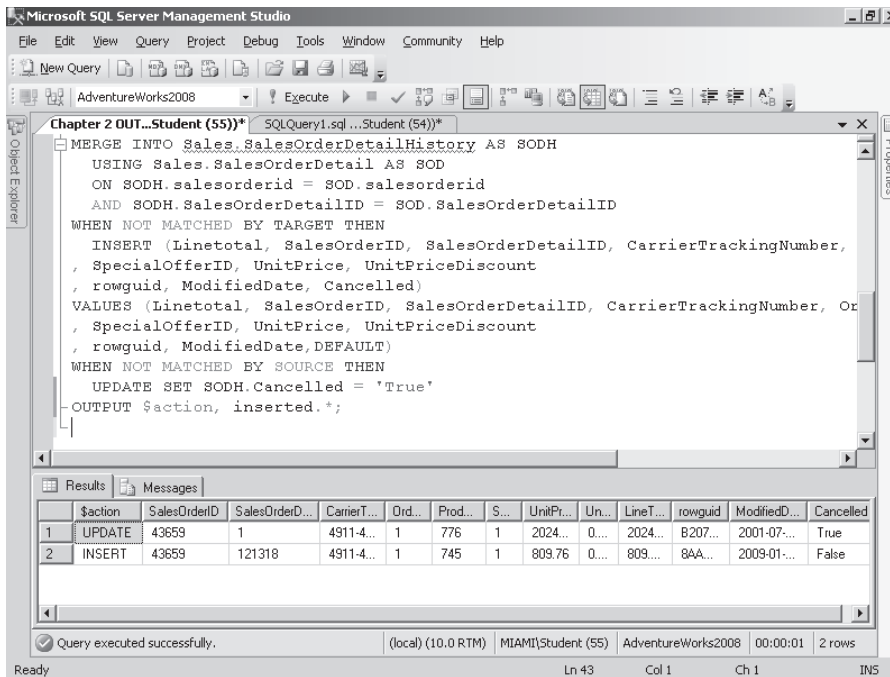 Microsoft SQL Server Management Studio
File Edit View Query Project Debug Tools Window Community Help
New Query
AdventureWorks2008 Execute
Chapter 2 OUT...Student (55))* SQLQuery1.sql ...Student (54))*
Object Explorer
Properties
MERGE INTO Sales.SalesOrderDetailHistory AS SODH
USING Sales.SalesOrderDetail AS SOD
ON SODH.salesorderid = SOD.salesorderid
AND SODH.SalesOrderDetailID = SOD.SalesOrderDetailID
WHEN NOT MATCHED BY TARGET THEN
INSERT (Linetotal, SalesOrderID, SalesOrderDetailID, CarrierTrackingNumber,
, SpecialOfferID, UnitPrice, UnitPriceDiscount
, rowguid, ModifiedDate, Cancelled)
VALUES (Linetotal, SalesOrderID, SalesOrderDetailID, CarrierTrackingNumber, Or
, SpecialOfferID, UnitPrice, UnitPriceDiscount
, rowguid, ModifiedDate,DEFAULT)
WHEN NOT MATCHED BY SOURCE THEN
UPDATE SET SODH.Cancelled = 'True'
OUTPUT $action, inserted.*;
Results Messages
$action SalesOrderID SalesOrderD... CarrierT... Ord... Prod... S... UnitPr... Un... LineT... rowguid ModifiedD... Cancelled
1 UPDATE 43659 1 4911-4... 1 776 1 2024... 0.... 2024... B207... 2001-07-... True
2 INSERT 43659 121318 4911-4... 1 745 1 809.76 0.... 809.... 8AA... 2009-01-... False
Query executed successfully. (local) (10.0 RTM) MIAMI\Student (55) AdventureWorks2008 00:00:01 2 rows
Ready Ln 43 Col 1 Ch 1 INS